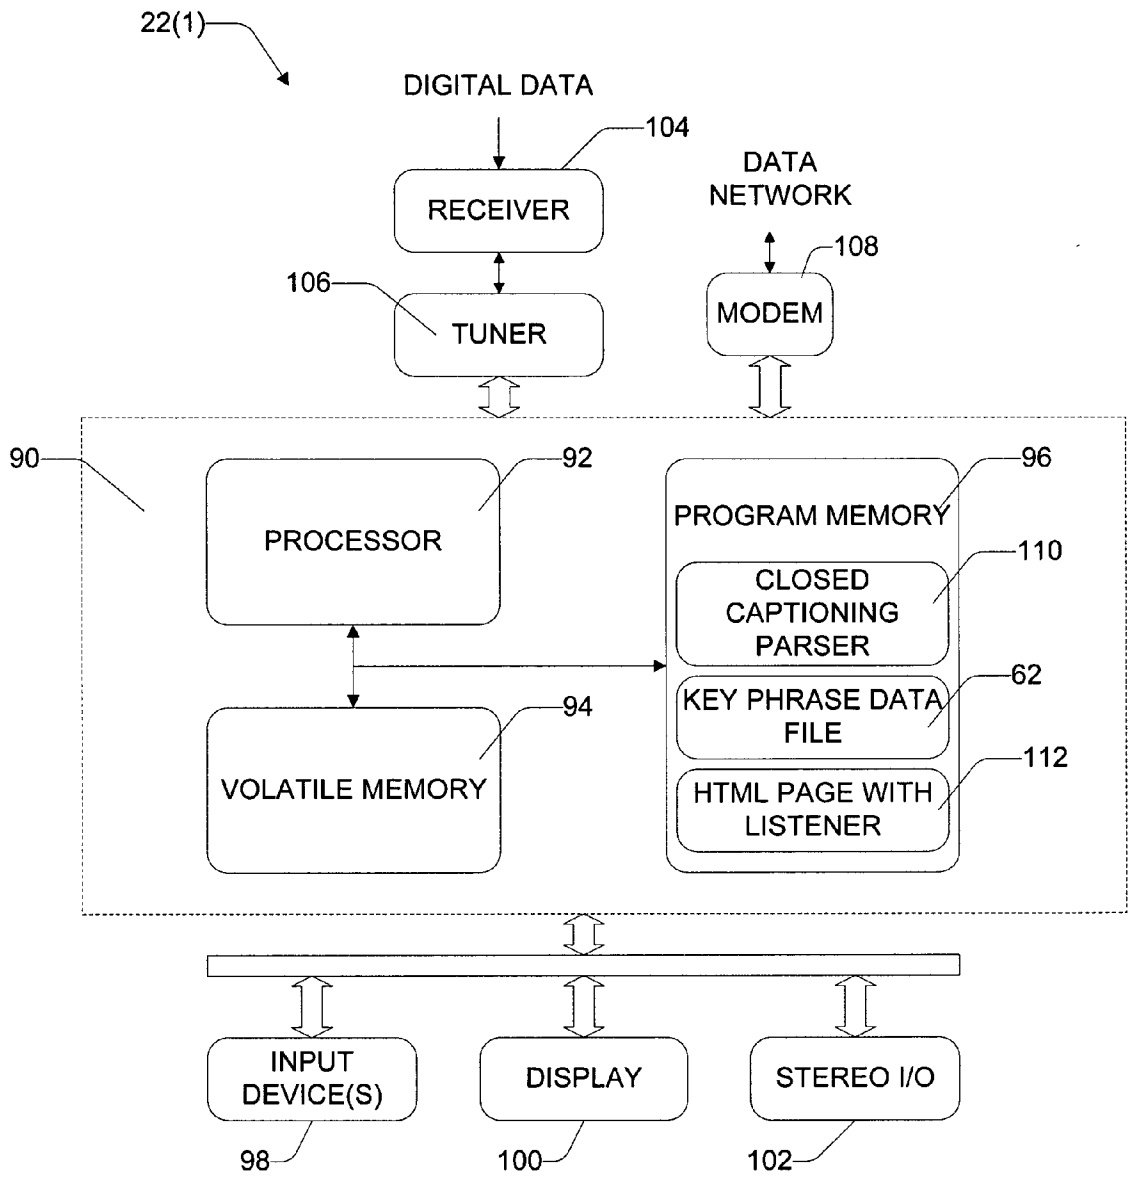 22(1)
DIGITAL DATA
104
RECEIVER
DATA
NETWORK
108
106
TUNER
MODEM
90
92
PROCESSOR
96
PROGRAM MEMORY
110
CLOSED
CAPTIONING
PARSER
62
KEY PHRASE DATA
FILE
94
VOLATILE MEMORY
112
HTML PAGE WITH
LISTENER
INPUT
DEVICE(S)
DISPLAY
STEREO I/O
98
100
102